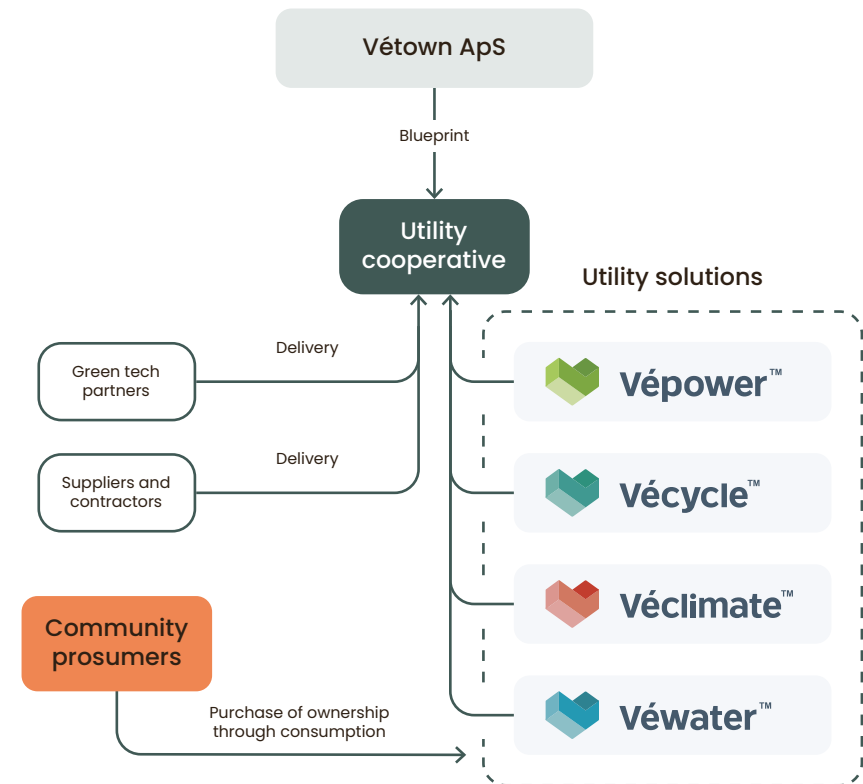 Vétown ApS
Blueprint
Utility
cooperative
Utility solutions
Delivery
Green tech
partners
Vépower™
Delivery
Suppliers and
contractors
Vécycle™
Véclimate™
Community
prosumers
Purchase of ownership
through consumption
Véwater™